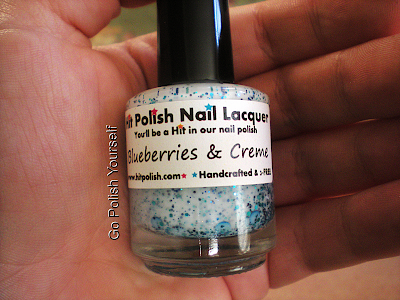 Hit Polish Nail Lacquer
You'll be a Hit in our nail polish
Blueberries & Creme
www.hitpolish.com★ ★Handcrafted &
Go Polish Yourself